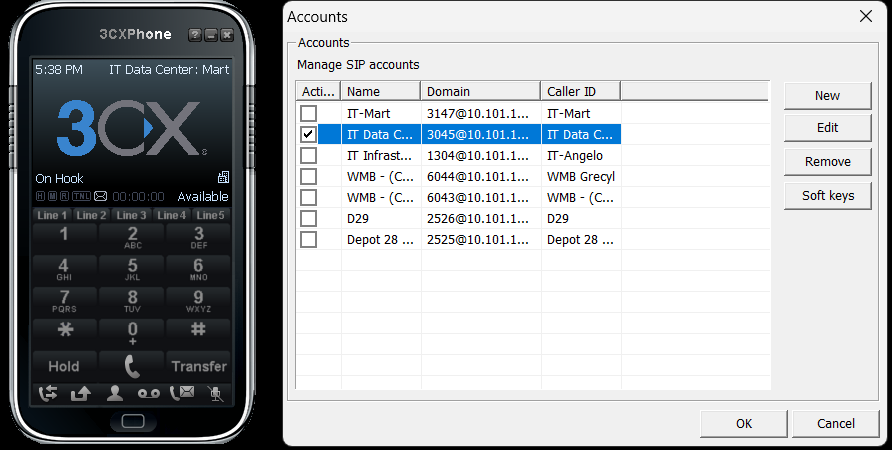 3CXPhone
5:38 PM IT Data Center: Mart
3CX
On Hook
H M R TNL 00:00:00 Available
Line 1 Line 2 Line 3 Line 4 Line5
1 2 3
ABC DEF
4 5 6
GHI JKL MNO
7 8 9
PQRS TUV WXYZ
* 0 #
+
Hold Transfer
Accounts
Accounts
Manage SIP accounts
Acti... Name Domain Caller ID
IT-Mart 3147@10.101.1... IT-Mart
IT Data C... 3045@10.101.1... IT Data C...
IT Infrast... 1304@10.101.1... IT-Angelo
WMB - (C... 6044@10.101.1... WMB Grecyl
WMB - (C... 6043@10.101.1... WMB - (C...
D29 2526@10.101.1... D29
Depot 28 ... 2525@10.101.1... Depot 28 ...
New
Edit
Remove
Soft keys
OK Cancel